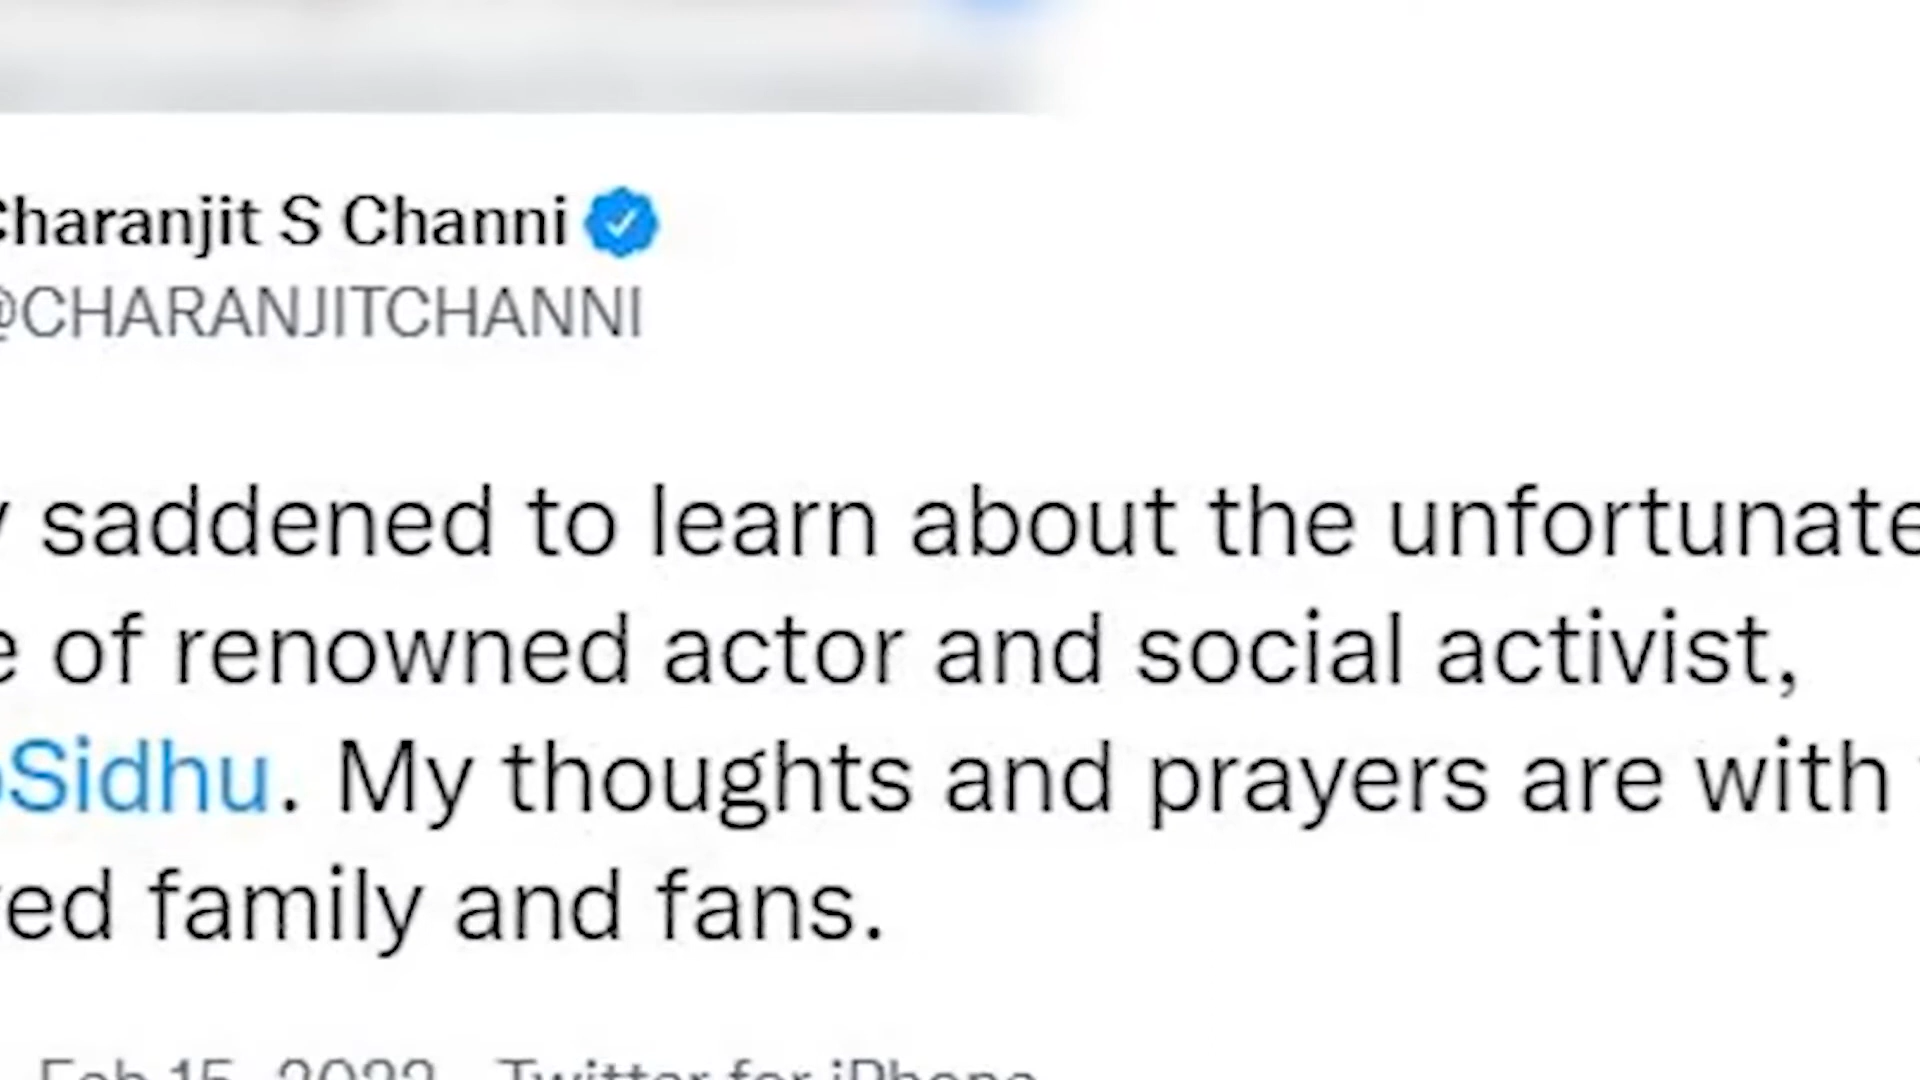 Charanjit S Channi
@CHARANJITCHANNI
saddened to learn about the unfortunate
of renowned actor and social activist,
Sidhu. My thoughts and prayers are with
family and fans.
Feb 15, 2022 Twitter for iPhone